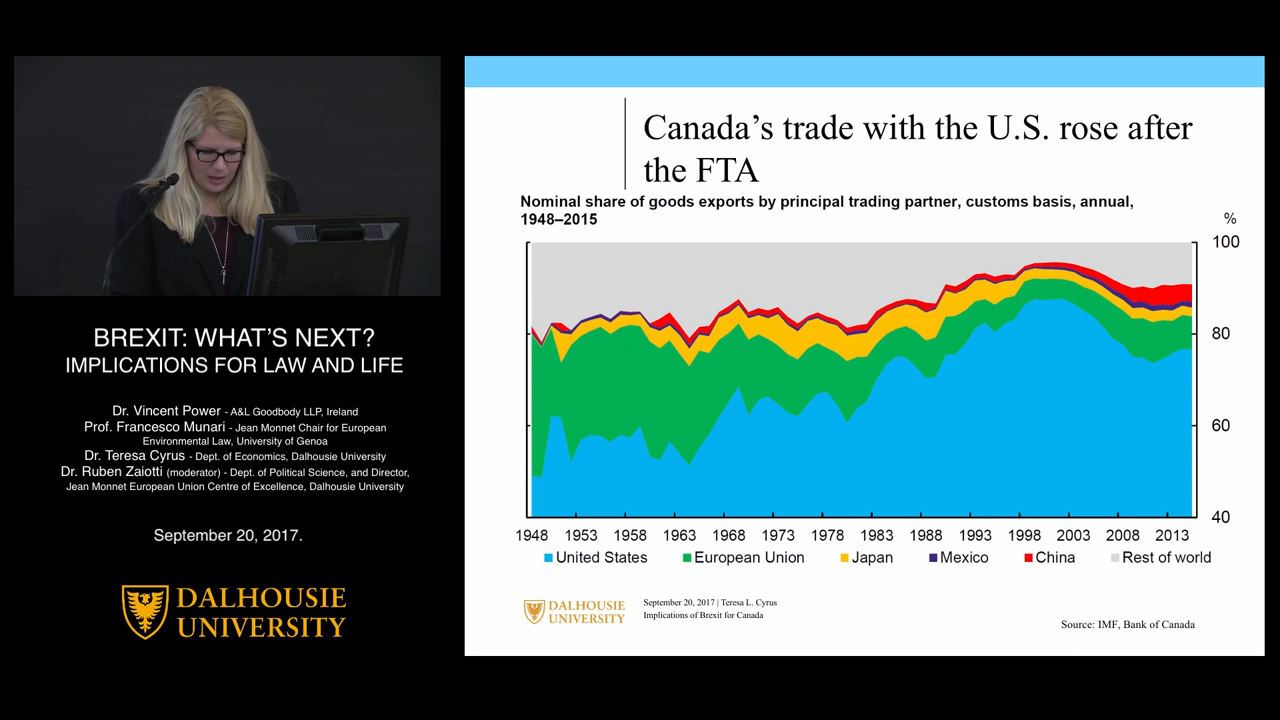 BREXIT: WHAT'S NEXT?
IMPLICATIONS FOR LAW AND LIFE
Dr. Vincent Power - A&L Goodbody LLP, Ireland
Prof. Francesco Munari - Jean Monnet Chair for European
Environmental Law, University of Genoa
Dr. Teresa Cyrus - Dept. of Economics, Dalhousie University
Dr. Ruben Zaiotti (moderator) - Dept. of Political Science, and Director,
Jean Monnet European Union Centre of Excellence, Dalhousie University
September 20, 2017.
DALHOUSIE
UNIVERSITY
Canada's trade with the U.S. rose after
the FTA
Nominal share of goods exports by principal trading partner, customs basis, annual,
1948–2015
%
100
80
60
40
1948 1953 1958 1963 1968 1973 1978 1983 1988 1993 1998 2003 2008 2013
United States European Union Japan Mexico China Rest of world
DALHOUSIE
UNIVERSITY
September 20, 2017 | Teresa L. Cyrus
Implications of Brexit for Canada
Source: IMF, Bank of Canada